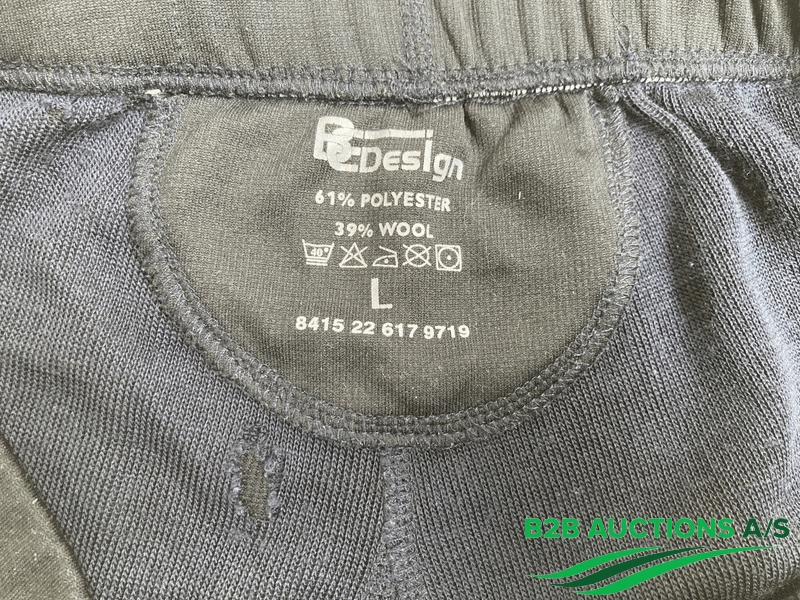 BC Design
61% POLYESTER
39% WOOL
40°
L
8415 22 617 9719
B2B AUCTIONS A/S